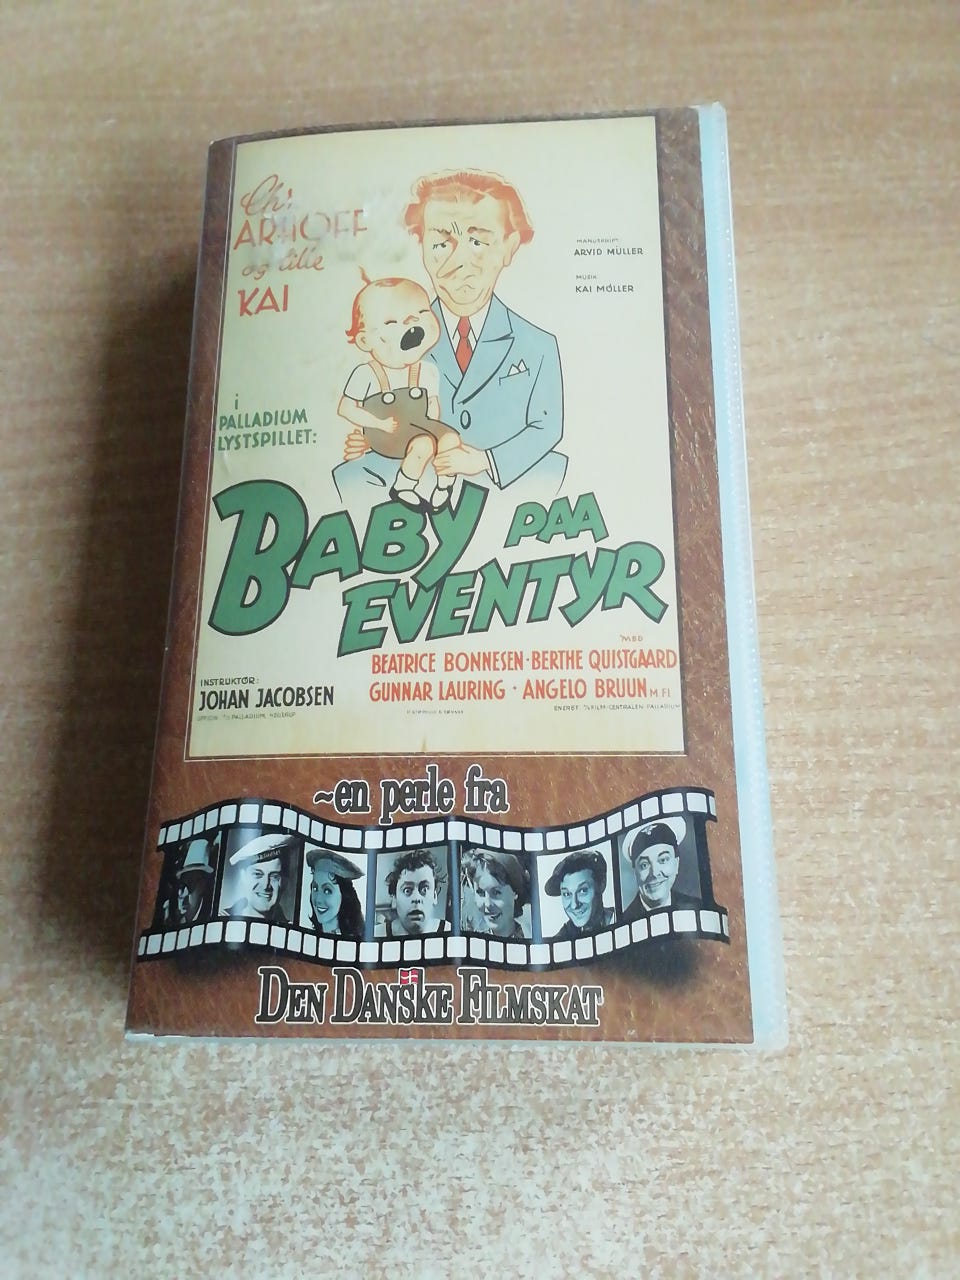 Chr.
ARHOFF
og lille
KAI
MANUSKRIPT:
ARVID MÜLLER
MUZIK:
KAI MÖLLER
i
PALLADIUM
LYSTSPILLET:
BABY PAA
EVENTYR
MED
BEATRICE BONNESEN · BERTHE QUISTGAARD
GUNNAR LAURING · ANGELO BRUUN M.FL.
INSTRUKTØR:
JOHAN JACOBSEN
~en perle fra
DEN DANSKE FILMSKAT